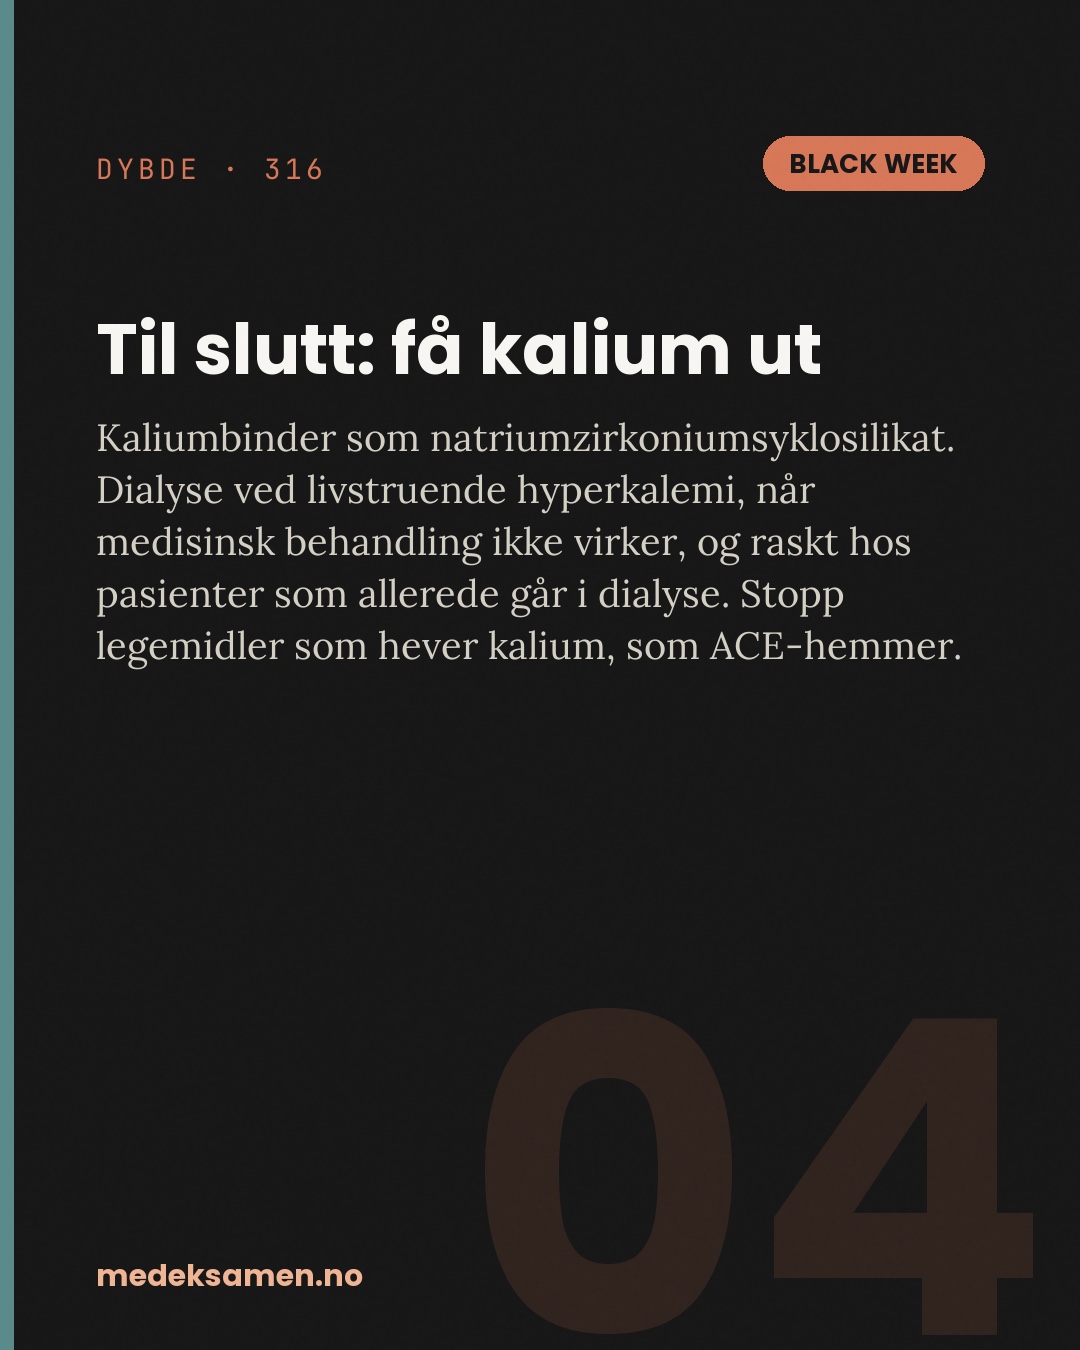 DYBDE · 316
BLACK WEEK
Til slutt: få kalium ut
Kaliumbinder som natriumzirkoniumsyklosilikat.
Dialyse ved livstruende hyperkalemi, når
medisinsk behandling ikke virker, og raskt hos
pasienter som allerede går i dialyse. Stopp
legemidler som hever kalium, som ACE-hemmer.
04
medeksamen.no